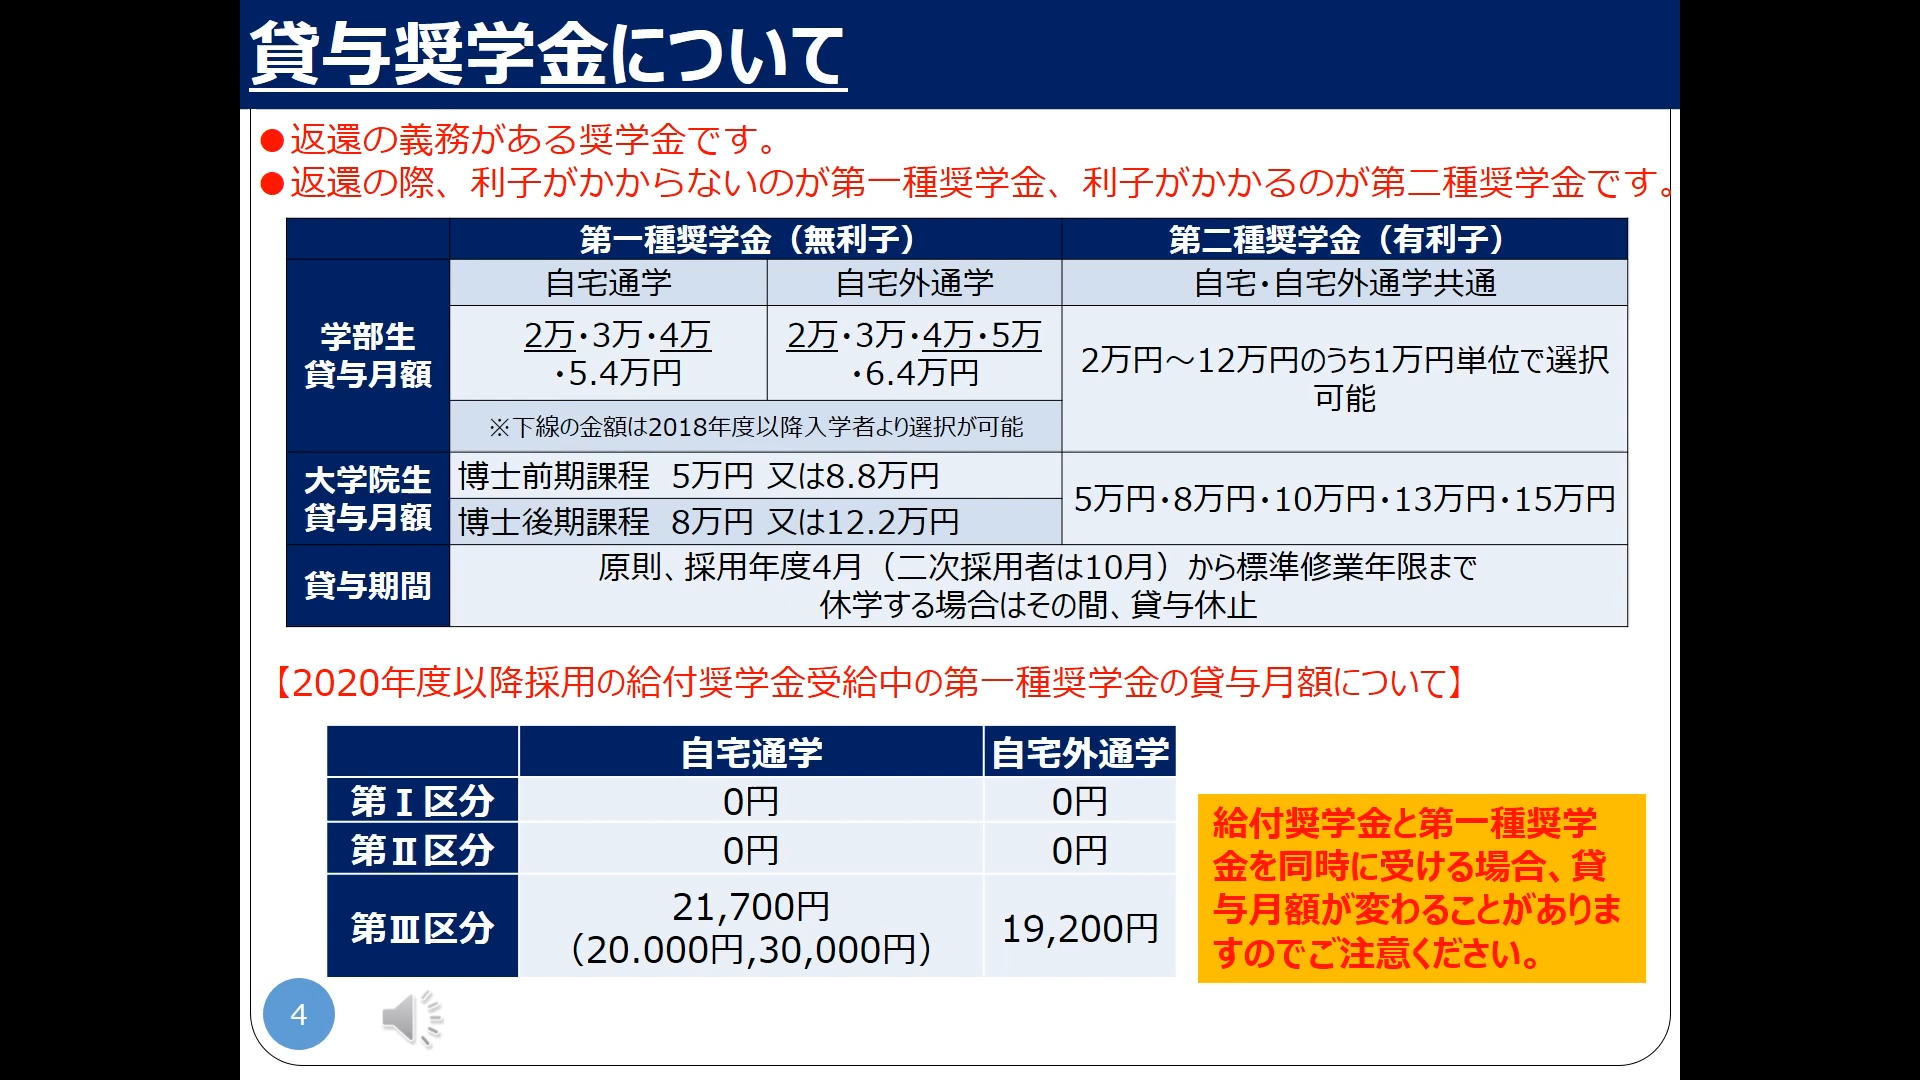 貸与奨学金について
●返還の義務がある奨学金です。
●返還の際、利子がかからないのが第一種奨学金、利子がかかるのが第二種奨学金です。
第一種奨学金（無利子）
第二種奨学金（有利子）
学部生
貸与月額
自宅通学
自宅外通学
自宅・自宅外通学共通
2万・3万・4万
・5.4万円
2万・3万・4万・5万
・6.4万円
2万円～12万円のうち1万円単位で選択
可能
※下線の金額は2018年度以降入学者より選択が可能
大学院生
貸与月額
博士前期課程 5万円 又は8.8万円
博士後期課程 8万円 又は12.2万円
5万円・8万円・10万円・13万円・15万円
貸与期間
原則、採用年度4月（二次採用者は10月）から標準修業年限まで
休学する場合はその間、貸与休止
【2020年度以降採用の給付奨学金受給中の第一種奨学金の貸与月額について】
自宅通学
自宅外通学
第Ⅰ区分
0円
0円
第Ⅱ区分
0円
0円
第Ⅲ区分
21,700円
（20.000円,30,000円）
19,200円
給付奨学金と第一種奨学
金を同時に受ける場合、貸
与月額が変わることがありま
すのでご注意ください。
4